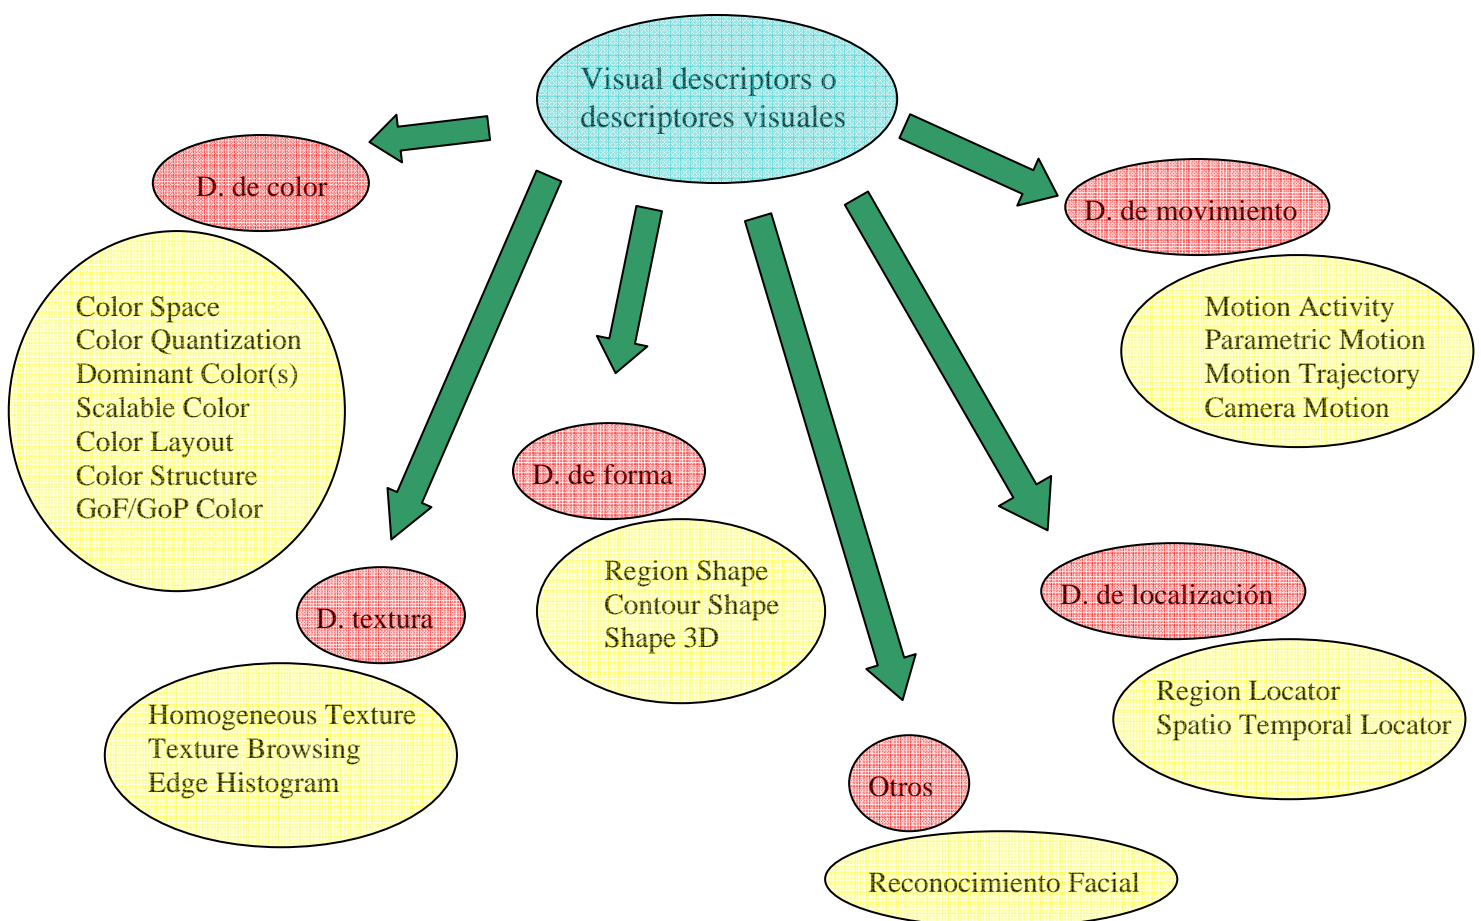 Visual descriptors o
descriptores visuales
D. de color
Color Space
Color Quantization
Dominant Color(s)
Scalable Color
Color Layout
Color Structure
GoF/GoP Color
D. textura
Homogeneous Texture
Texture Browsing
Edge Histogram
D. de forma
Region Shape
Contour Shape
Shape 3D
Otros
Reconocimiento Facial
D. de localización
Region Locator
Spatio Temporal Locator
D. de movimiento
Motion Activity
Parametric Motion
Motion Trajectory
Camera Motion